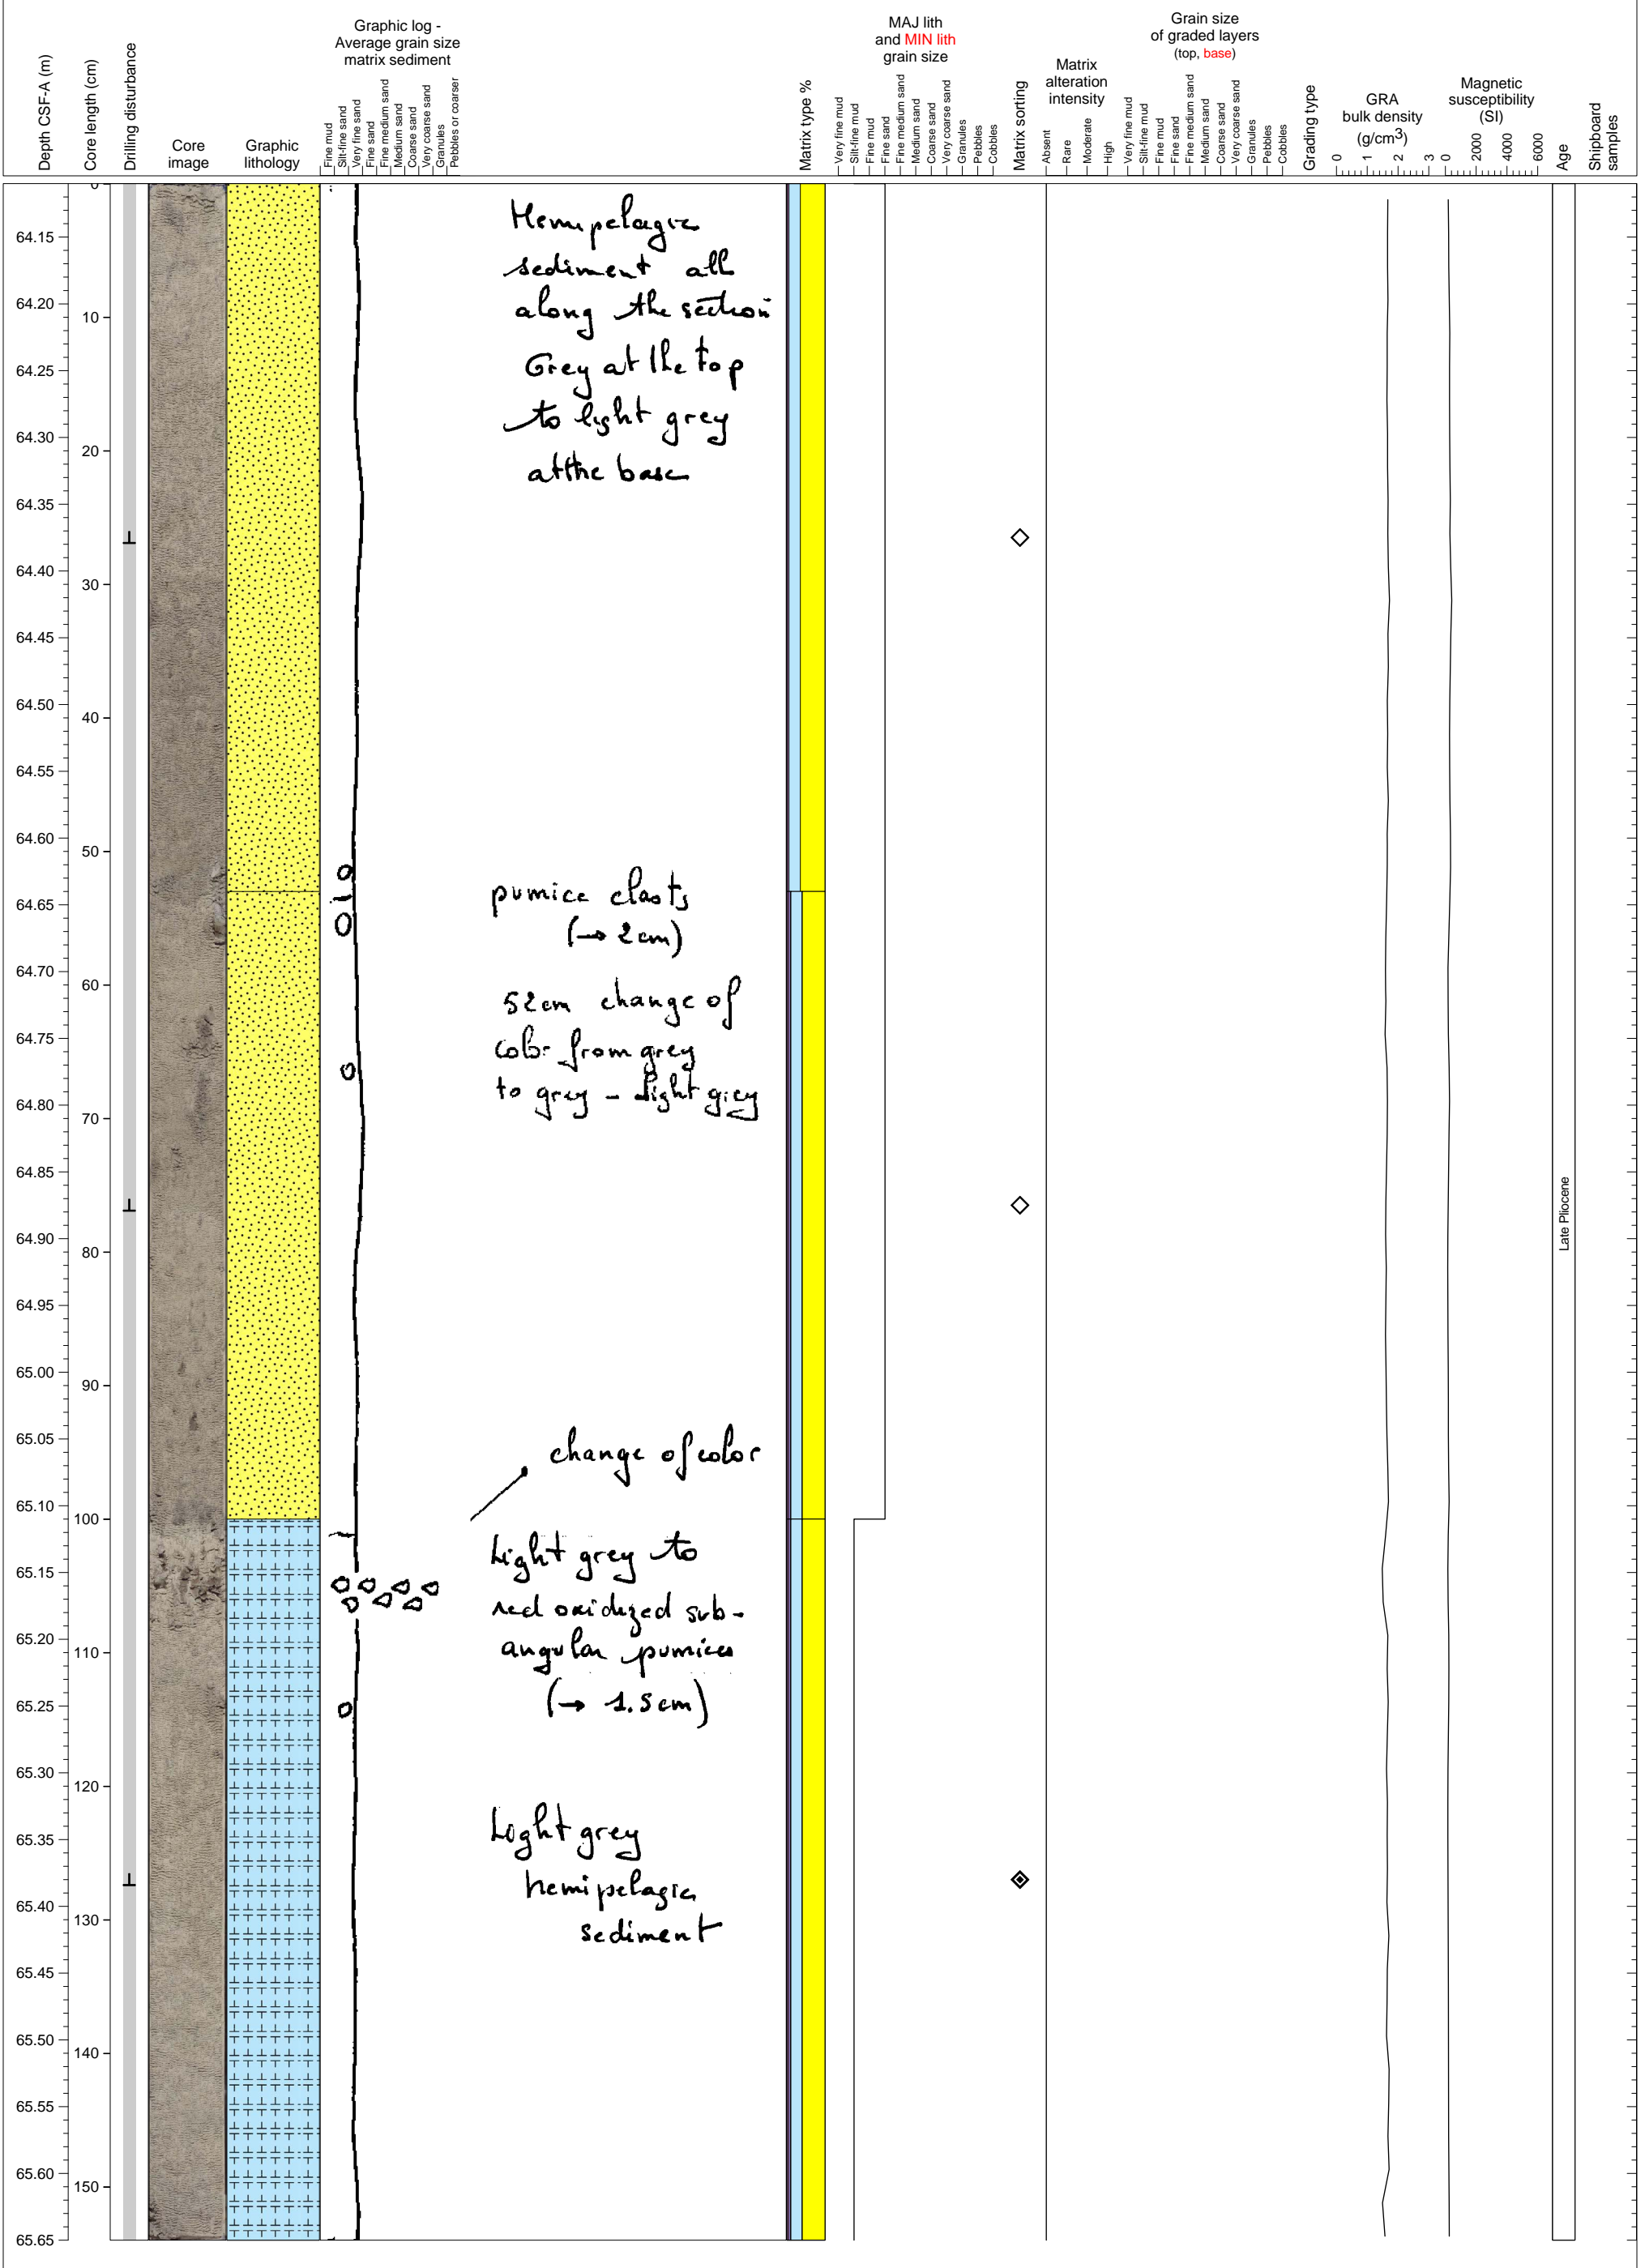 Depth CSF-A (m)
Core length (cm)
Drilling disturbance
Core
image
Graphic
lithology
Graphic log -
Average grain size
matrix sediment
Fine mud
Silt-fine sand
Very fine sand
Fine sand
Fine medium sand
Medium sand
Coarse sand
Very coarse sand
Granules
Pebbles or coarser
Matrix type %
MAJ lith
and MIN lith
grain size
Very fine mud
Silt-fine mud
Fine mud
Fine sand
Fine medium sand
Medium sand
Coarse sand
Very coarse sand
Granules
Pebbles
Cobbles
Matrix sorting
Matrix
alteration
intensity
Absent
Rare
Moderate
High
Grain size
of graded layers
(top, base)
Very fine mud
Silt-fine mud
Fine mud
Fine sand
Fine medium sand
Medium sand
Coarse sand
Very coarse sand
Granules
Pebbles
Cobbles
Grading type
GRA
bulk density
(g/cm3)
0 1 2 3
Magnetic
susceptibility
(SI)
0 2000 4000 6000
Age
Shipboard
samples
0
64.15
64.20
10
64.25
64.30
20
64.35
64.40
30
64.45
64.50
40
64.55
64.60
50
64.65
64.70
60
64.75
64.80
70
64.85
64.90
80
64.95
65.00
90
65.05
65.10
100
65.15
65.20
110
65.25
65.30
120
65.35
65.40
130
65.45
65.50
140
65.55
65.60
150
65.65
Hemipelagic
sediment all
along the section
Grey at the top
to light grey
at the base
pumice clasts
(→ 2cm)
52cm change of
color from grey
to grey - light grey
change of color
Light grey to
red oxidized sub-
angular pumices
(→ 1.5cm)
Light grey
hemipelagic
sediment
Late Pliocene